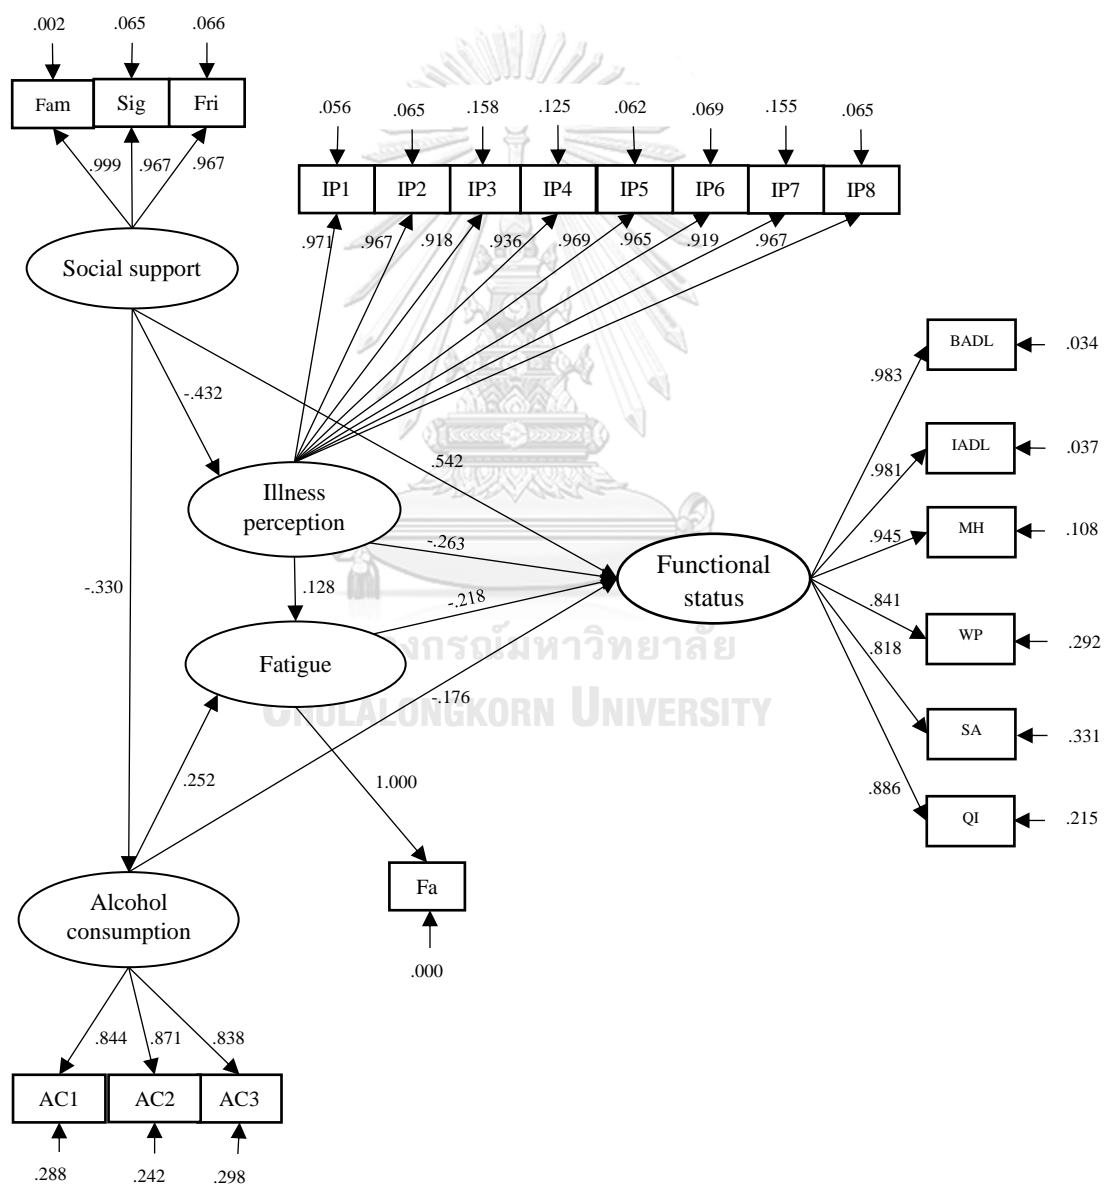 .002 .065 .066
Fam Sig Fri
.999 .967 .967
.056 .065 .158 .125 .062 .069 .155 .065
IP1 IP2 IP3 IP4 IP5 IP6 IP7 IP8
.971 .967 .918 .936 .969 .965 .919 .967
Social support
BADL .034
.983
-.432
IADL .037
.542 .981
Illness
perception
MH .108
-.263 .945
Functional
status
-.330 .128 -.218 .841
WP .292
.818
งกรณ์มหาวิทยาลัย
Fatigue
-.176
CHULALONGKORN UNIVERSITY
SA .331
.252 1.000 .886
QI .215
Fa
Alcohol
consumption
.000
.844 .871 .838
AC1 AC2 AC3
.288 .242 .298